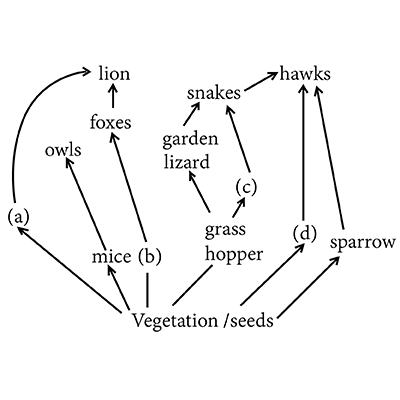 lion
hawks
snakes
foxes
garden
lizard
owls
(c)
(a)
grass
hopper
(d)
sparrow
mice (b)
Vegetation /seeds